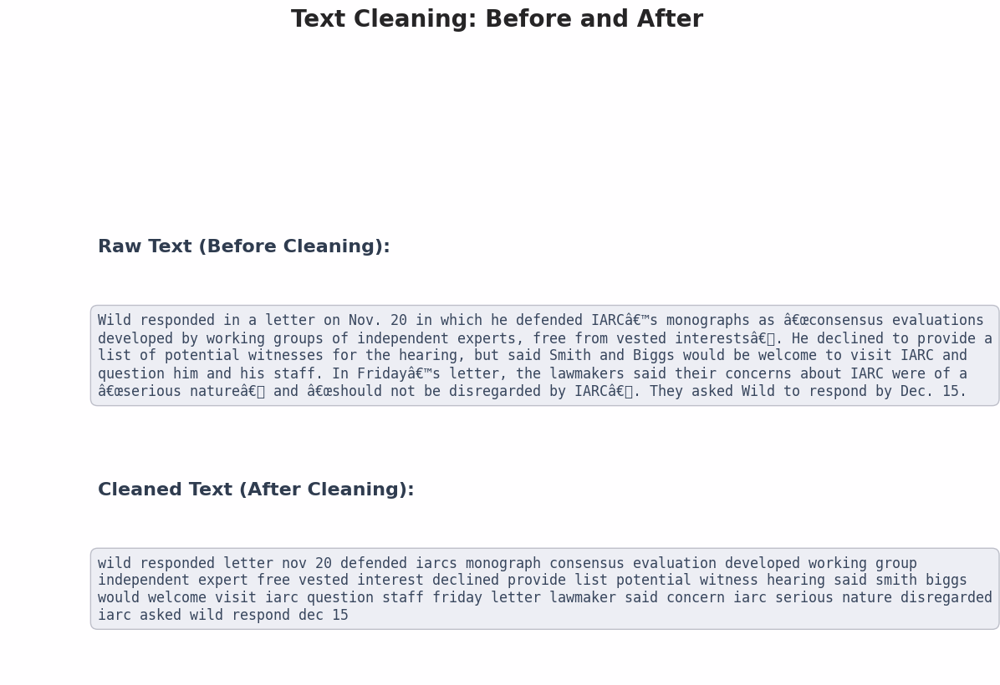 Text Cleaning: Before and After
Raw Text (Before Cleaning):
Wild responded in a letter on Nov. 20 in which he defended IARCâ€™s monographs as â€œconsensus evaluations
developed by working groups of independent experts, free from vested interestsâ€. He declined to provide a
list of potential witnesses for the hearing, but said Smith and Biggs would be welcome to visit IARC and
question him and his staff. In Fridayâ€™s letter, the lawmakers said their concerns about IARC were of a
â€œserious natureâ€ and â€œshould not be disregarded by IARCâ€. They asked Wild to respond by Dec. 15.
Cleaned Text (After Cleaning):
wild responded letter nov 20 defended iarcs monograph consensus evaluation developed working group
independent expert free vested interest declined provide list potential witness hearing said smith biggs
would welcome visit iarc question staff friday letter lawmaker said concern iarc serious nature disregarded
iarc asked wild respond dec 15